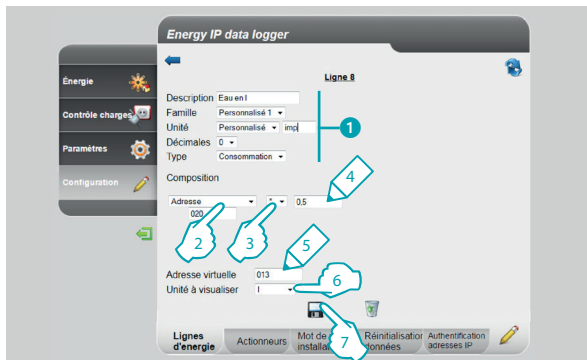 Energy IP data logger
Énergie
Contrôle charges
Paramètres
Configuration
Ligne 8
Description Eau en l
Famille Personnalisé 1
Unité Personnalisé imp
Décimales 0
Type Consommation
1
Composition
Adresse * 0,5
020
2
3
4
5
Adresse virtuelle 013
Unité à visualiser l
6
7
Lignes d'energie
Actionneurs
Mot de
Réinitialisation données
Authentification adresses IP